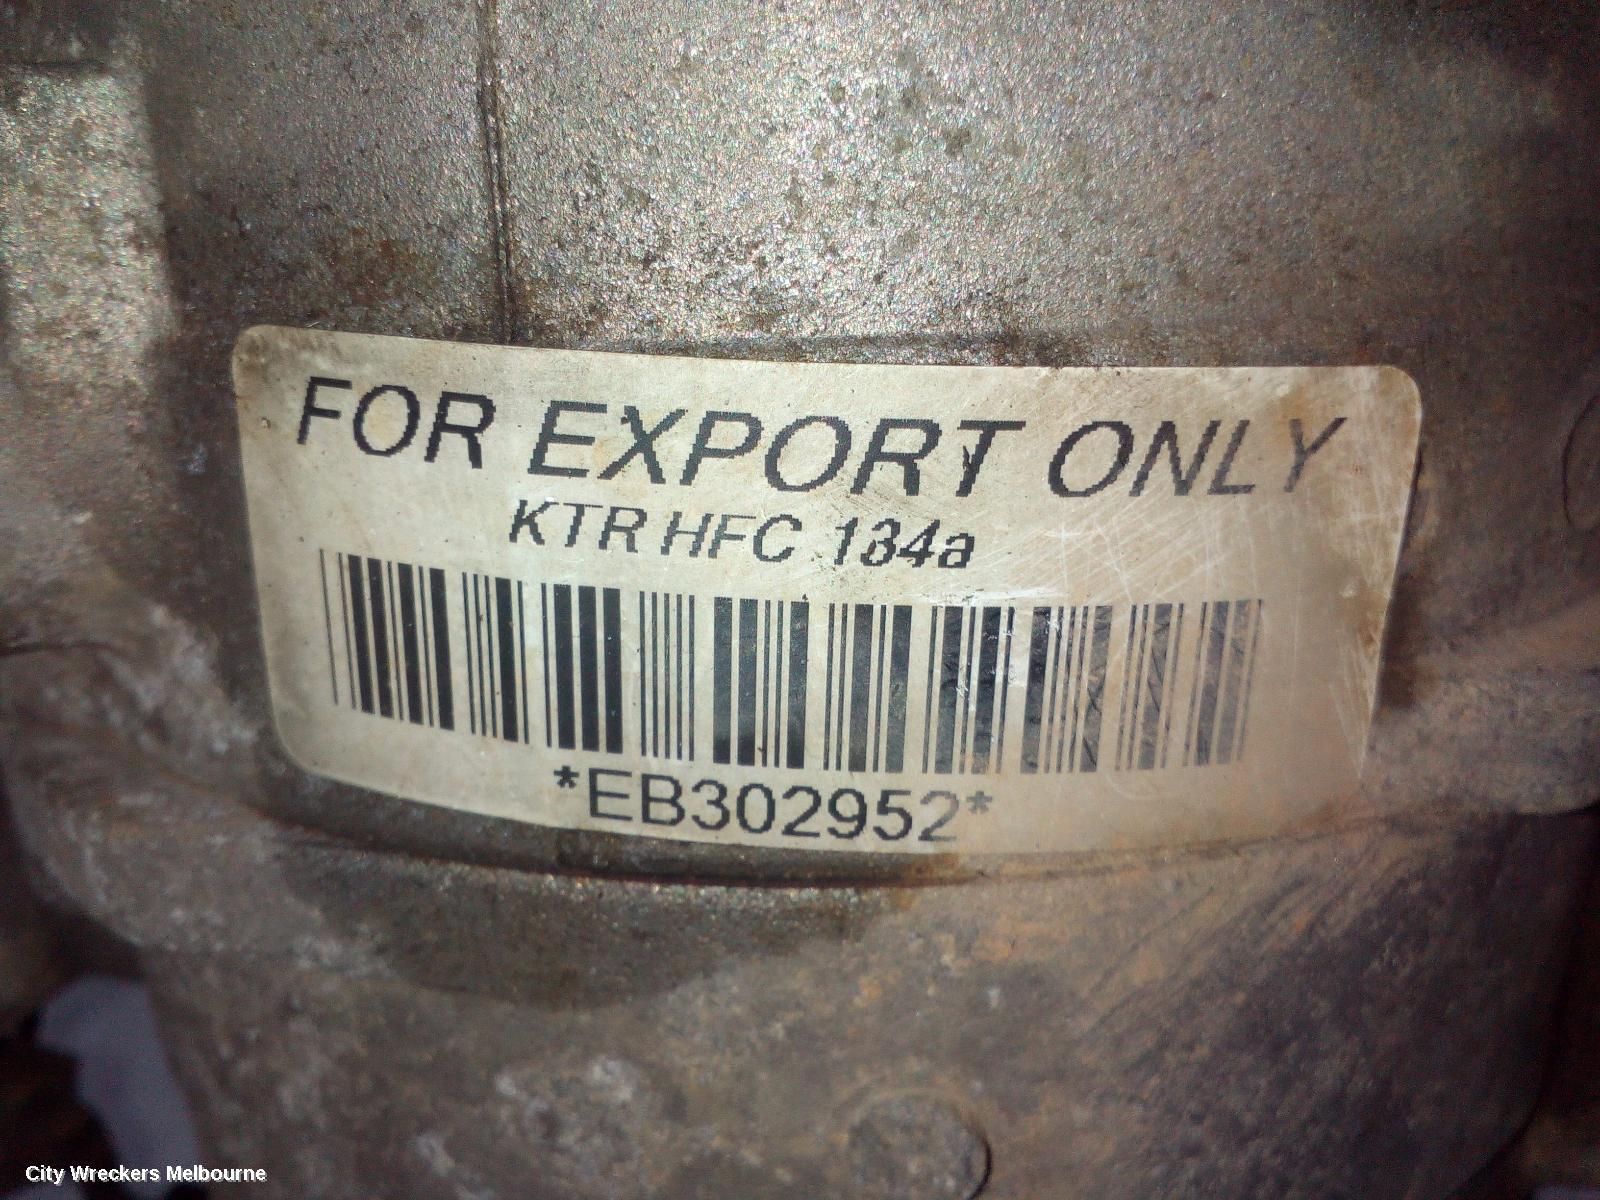 FOR EXPORT ONLY
KTR HFC 134a
*EB302952*
City Wreckers Melbourne